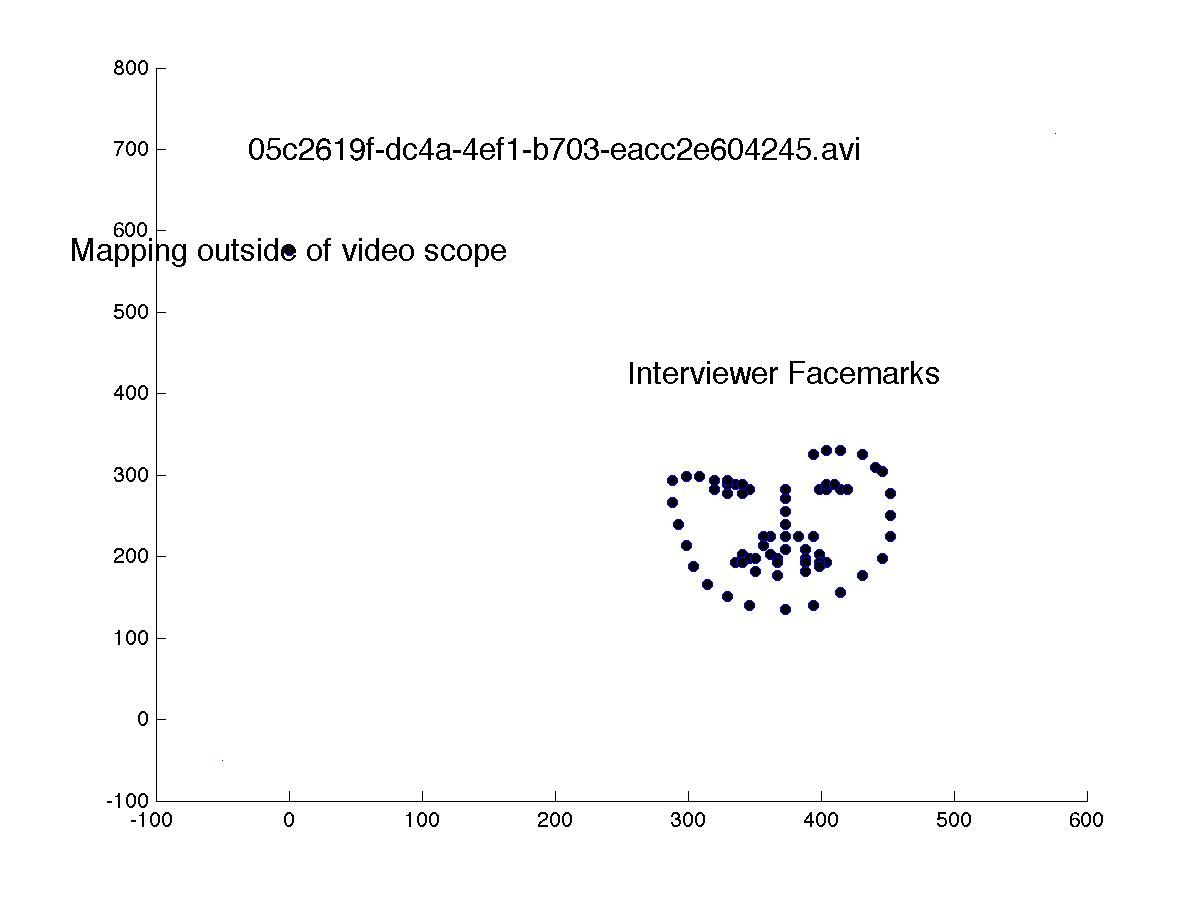 800
700
05c2619f-dc4a-4ef1-b703-eacc2e604245.avi
600
Mapping outside of video scope
500
Interviewer Facemarks
400
300
200
100
0
-100
-100 0 100 200 300 400 500 600